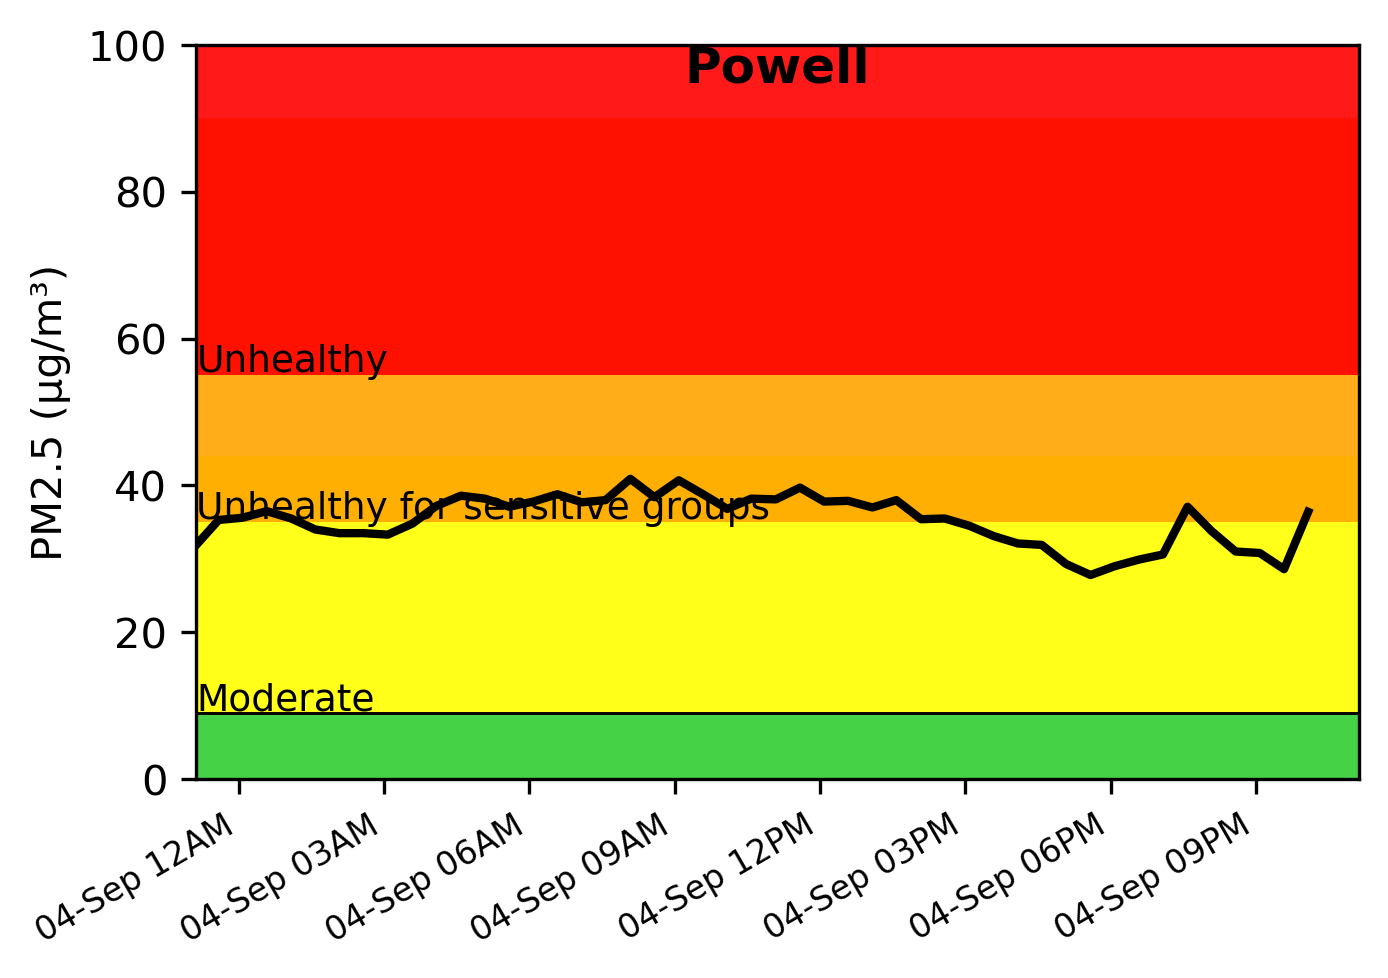 Powell
PM2.5 (µg/m³)
100
80
60
40
20
0
Unhealthy
Unhealthy for sensitive groups
Moderate
04-Sep 12AM
04-Sep 03AM
04-Sep 06AM
04-Sep 09AM
04-Sep 12PM
04-Sep 03PM
04-Sep 06PM
04-Sep 09PM